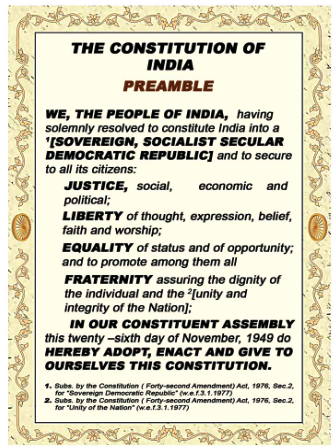 THE CONSTITUTION OF
INDIA
PREAMBLE
WE, THE PEOPLE OF INDIA, having
solemnly resolved to constitute India into a
¹[SOVEREIGN, SOCIALIST SECULAR
DEMOCRATIC REPUBLIC] and to secure
to all its citizens:
JUSTICE, social, economic and
political;
LIBERTY of thought, expression, belief,
faith and worship;
EQUALITY of status and of opportunity;
and to promote among them all
FRATERNITY assuring the dignity of
the individual and the ²[unity and
integrity of the Nation];
IN OUR CONSTITUENT ASSEMBLY
this twenty –sixth day of November, 1949 do
HEREBY ADOPT, ENACT AND GIVE TO
OURSELVES THIS CONSTITUTION.
1. Subs. by the Constitution ( Forty-second Amendment) Act, 1976, Sec.2,
for "Sovereign Democratic Republic" (w.e.f.3.1.1977)
2. Subs. by the Constitution ( Forty-second Amendment) Act, 1976, Sec.2,
for "Unity of the Nation" (w.e.f.3.1.1977)